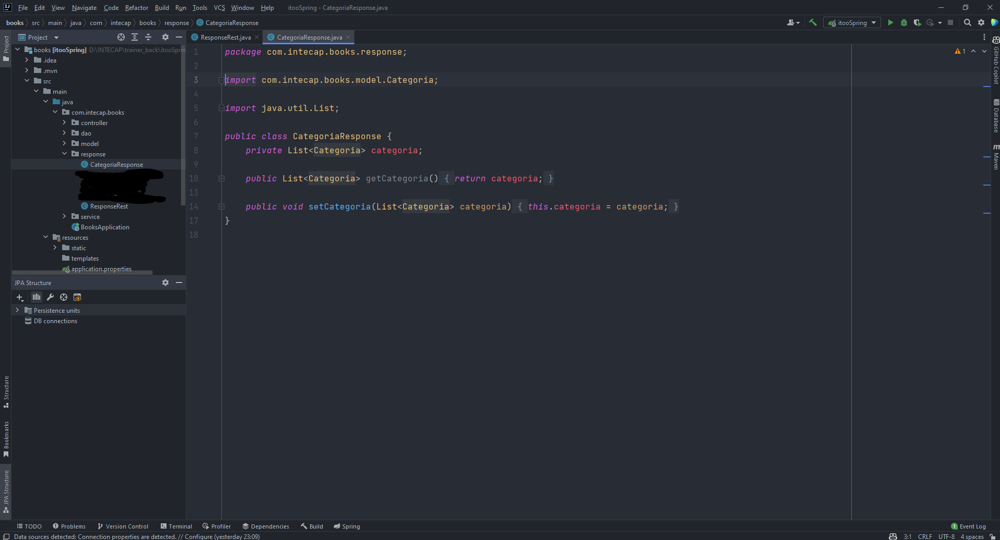 File Edit View Navigate Code Refactor Build Run Tools VCS Window Help itooSpring - CategoriaResponse.java
books src main java com intecap books response CategoriaResponse itooSpring
Project
ResponseRest.java CategoriaResponse.java
books [itooSpring] D:\INTECAP\trainer_back\itooSprin
.idea
.mvn
src
main
java
com.intecap.books
controller
dao
model
response
CategoriaResponse
ResponseRest
service
BooksApplication
resources
static
templates
application.properties
JPA Structure
Persistence units
DB connections
1 package com.intecap.books.response;
2
3 import com.intecap.books.model.Categoria;
4
5 import java.util.List;
6
7 public class CategoriaResponse {
8 private List<Categoria> categoria;
9
10 public List<Categoria> getCategoria() { return categoria; }
13
14 public void setCategoria(List<Categoria> categoria) { this.categoria = categoria; }
17 }
18
1
Project
Structure
Bookmarks
JPA Structure
GitHub Copilot
Database
m Maven
TODO Problems Version Control Terminal Profiler Dependencies Build Spring 1 Event Log
Data sources detected: Connection properties are detected. // Configure (yesterday 23:09) 3:1 CRLF UTF-8 4 spaces